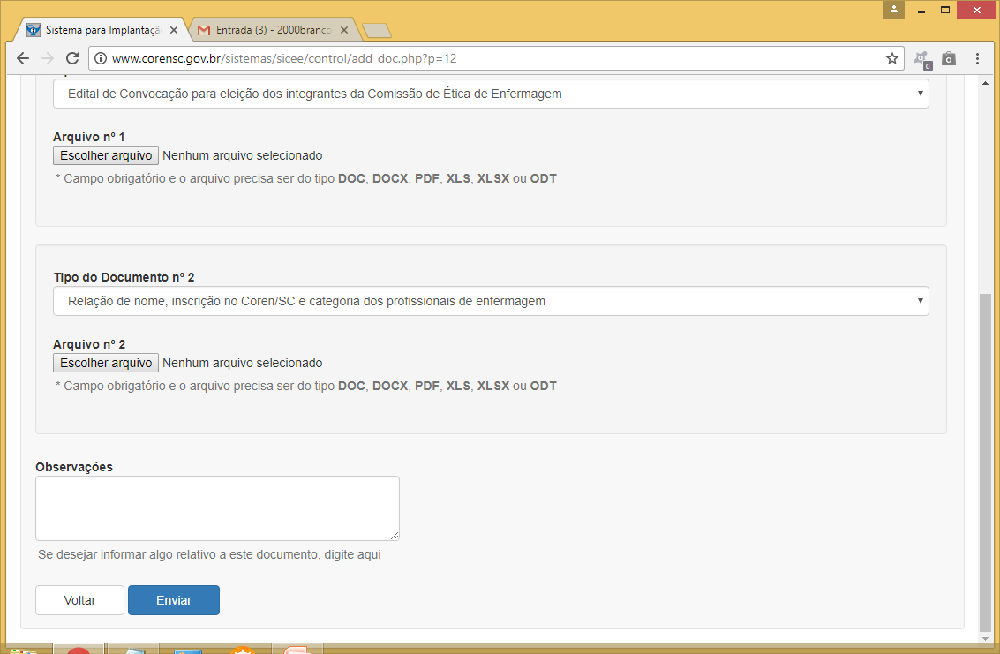 Sistema para Implantaçã
Entrada (3) - 2000branco
www.corensc.gov.br/sistemas/sicee/control/add_doc.php?p=12
0
a
Edital de Convocação para eleição dos integrantes da Comissão de Ética de Enfermagem
Arquivo nº 1
Escolher arquivo Nenhum arquivo selecionado
* Campo obrigatório e o arquivo precisa ser do tipo DOC, DOCX, PDF, XLS, XLSX ou ODT
Tipo do Documento nº 2
Relação de nome, inscrição no Coren/SC e categoria dos profissionais de enfermagem
Arquivo nº 2
Escolher arquivo Nenhum arquivo selecionado
* Campo obrigatório e o arquivo precisa ser do tipo DOC, DOCX, PDF, XLS, XLSX ou ODT
Observações
Se desejar informar algo relativo a este documento, digite aqui
Voltar Enviar